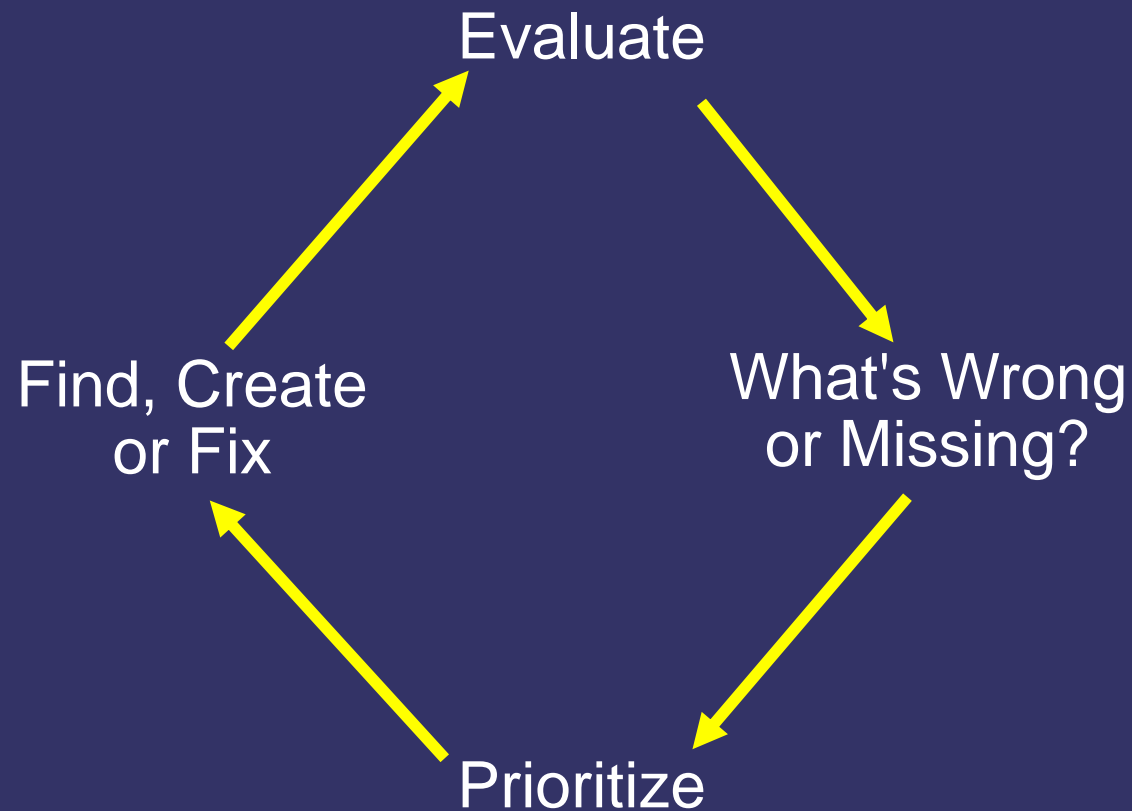 Evaluate
What's Wrong
or Missing?
Prioritize
Find, Create
or Fix